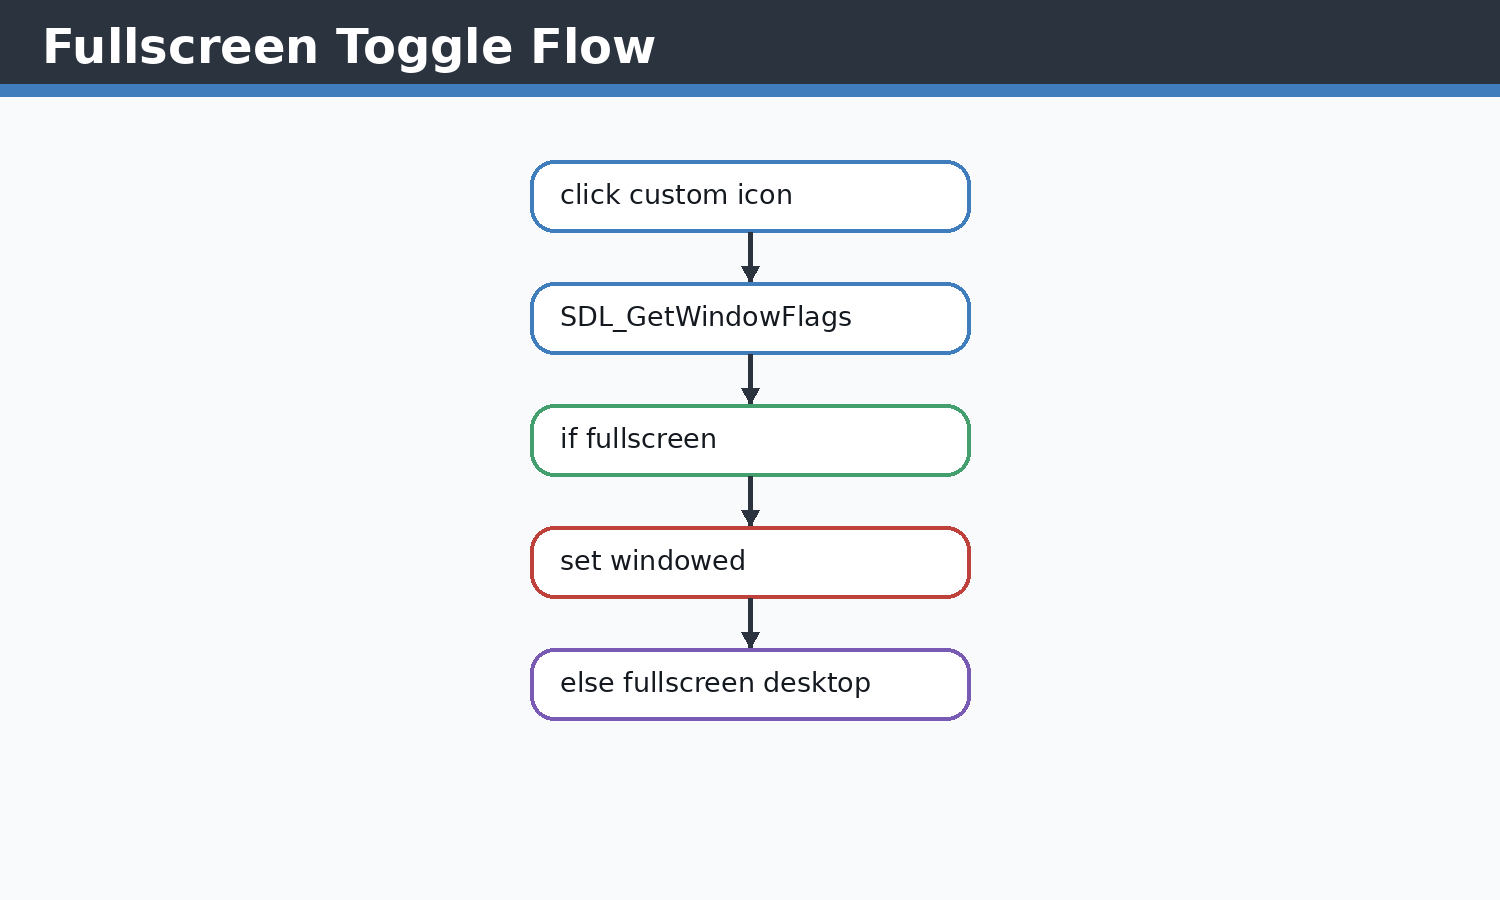 Fullscreen Toggle Flow
click custom icon
SDL_GetWindowFlags
if fullscreen
set windowed
else fullscreen desktop